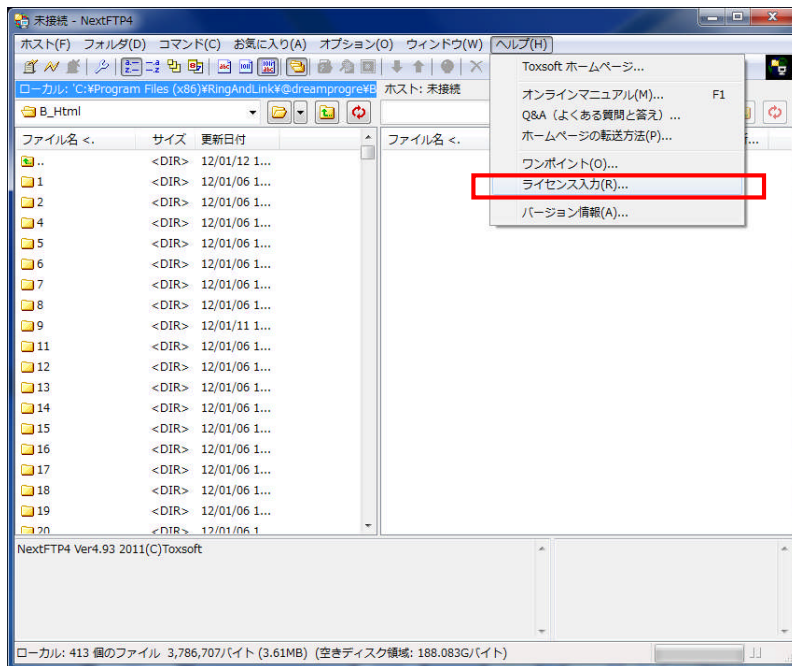 未接続 - NextFTP4
ホスト(F) フォルダ(D) コマンド(C) お気に入り(A) オプション(O) ウィンドウ(W) ヘルプ(H)
ローカル: 'C:¥Program Files (x86)¥RingAndLink¥@dreamprogre¥B
ホスト: 未接続
B_Html
ファイル名 <. サイズ 更新日付
.. <DIR> 12/01/12 1...
1 <DIR> 12/01/06 1...
2 <DIR> 12/01/06 1...
4 <DIR> 12/01/06 1...
5 <DIR> 12/01/06 1...
6 <DIR> 12/01/06 1...
7 <DIR> 12/01/06 1...
8 <DIR> 12/01/06 1...
9 <DIR> 12/01/11 1...
11 <DIR> 12/01/06 1...
12 <DIR> 12/01/06 1...
13 <DIR> 12/01/06 1...
14 <DIR> 12/01/06 1...
15 <DIR> 12/01/06 1...
16 <DIR> 12/01/06 1...
17 <DIR> 12/01/06 1...
18 <DIR> 12/01/06 1...
19 <DIR> 12/01/06 1...
20 <DIR> 12/01/06 1
ファイル名 <.
Toxsoft ホームページ...
オンラインマニュアル(M)... F1
Q&A（よくある質問と答え）...
ホームページの転送方法(P)...
ワンポイント(O)...
ライセンス入力(R)...
バージョン情報(A)...
NextFTP4 Ver4.93 2011(C)Toxsoft
ローカル: 413 個のファイル 3,786,707バイト (3.61MB) (空きディスク領域: 188.083Gバイト)